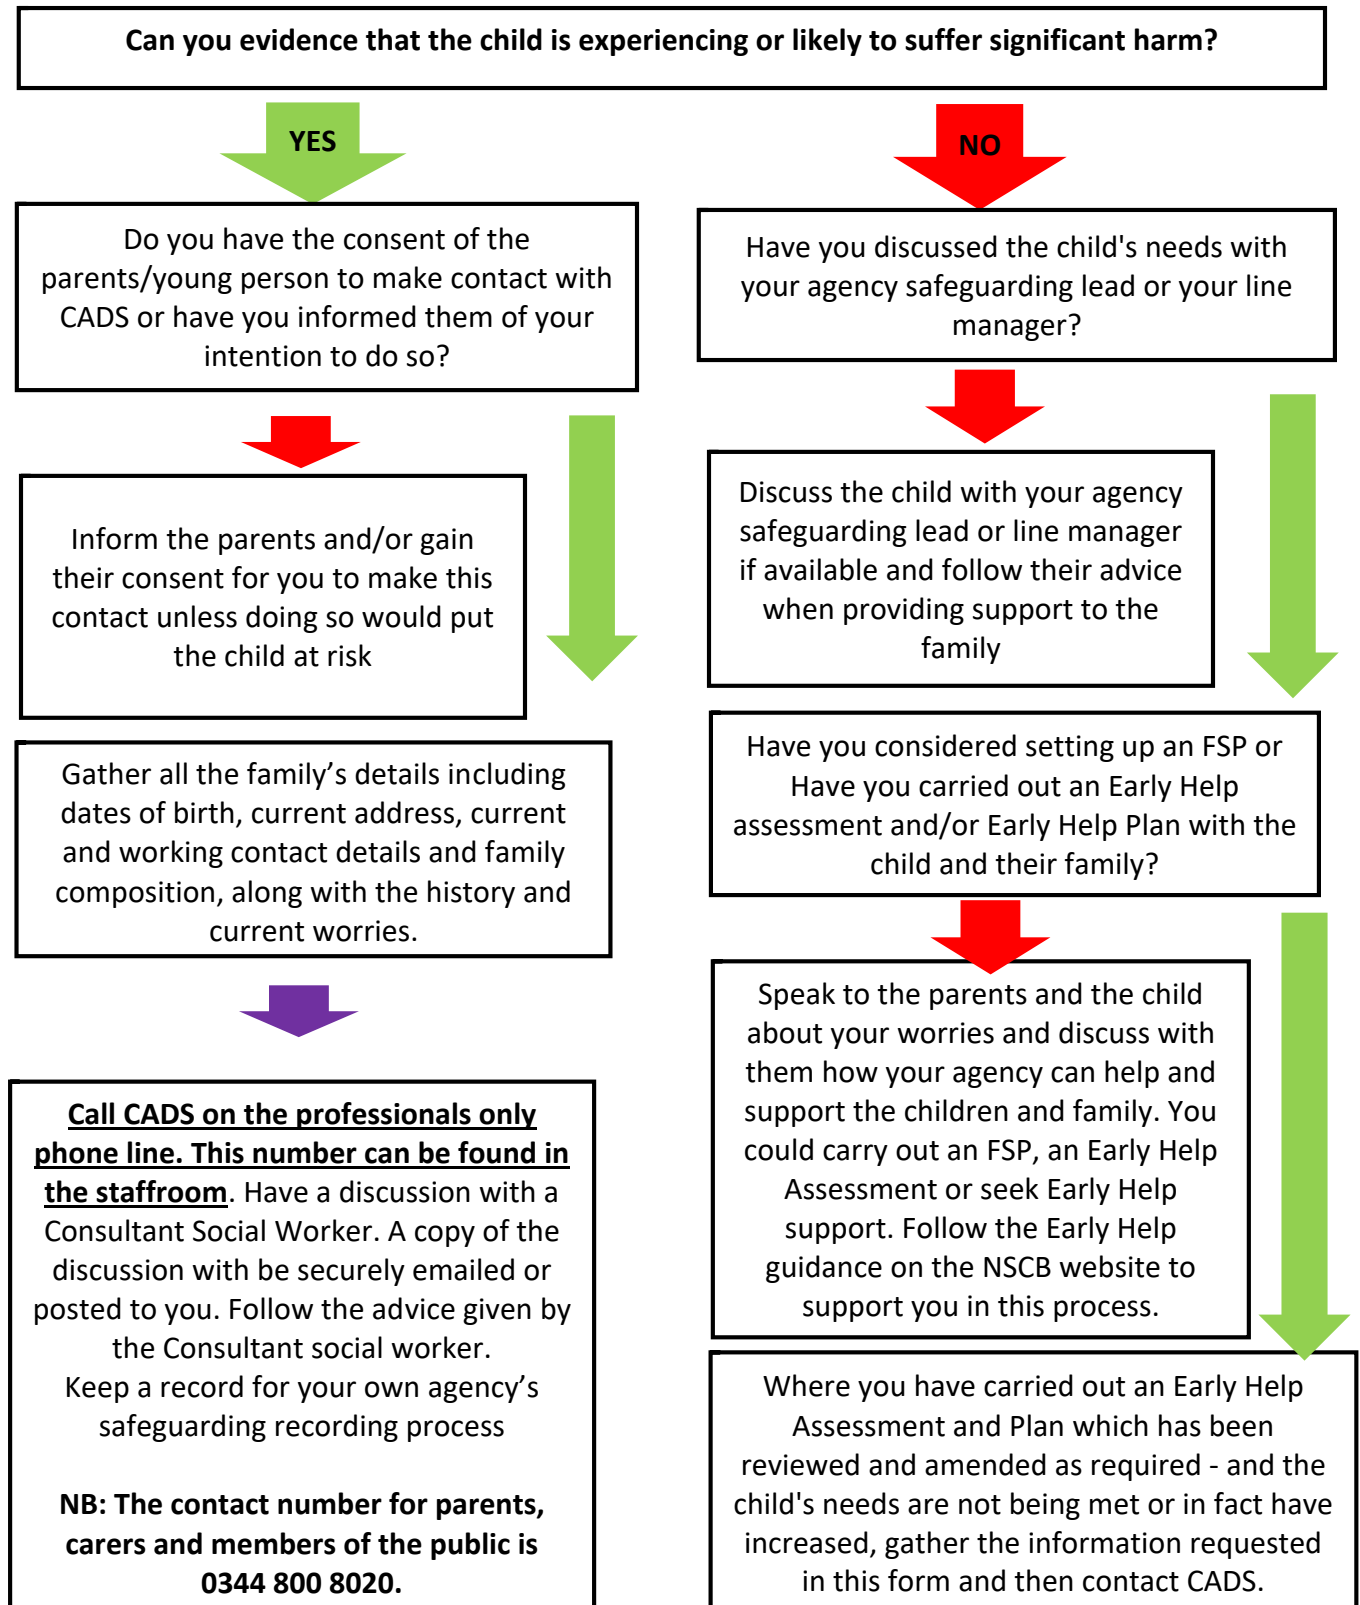 Can you evidence that the child is experiencing or likely to suffer significant harm?
YES
NO
Do you have the consent of the
parents/young person to make contact with
CADS or have you informed them of your
intention to do so?
Have you discussed the child's needs with
your agency safeguarding lead or your line
manager?
Inform the parents and/or gain
their consent for you to make this
contact unless doing so would put
the child at risk
Discuss the child with your agency
safeguarding lead or line manager
if available and follow their advice
when providing support to the
family
Gather all the family’s details including
dates of birth, current address, current
and working contact details and family
composition, along with the history and
current worries.
Have you considered setting up an FSP or
Have you carried out an Early Help
assessment and/or Early Help Plan with the
child and their family?
Call CADS on the professionals only
phone line. This number can be found in
the staffroom. Have a discussion with a
Consultant Social Worker. A copy of the
discussion with be securely emailed or
posted to you. Follow the advice given by
the Consultant social worker.
Keep a record for your own agency’s
safeguarding recording process
NB: The contact number for parents,
carers and members of the public is
0344 800 8020.
Speak to the parents and the child
about your worries and discuss with
them how your agency can help and
support the children and family. You
could carry out an FSP, an Early Help
Assessment or seek Early Help
support. Follow the Early Help
guidance on the NSCB website to
support you in this process.
Where you have carried out an Early Help
Assessment and Plan which has been
reviewed and amended as required - and the
child's needs are not being met or in fact have
increased, gather the information requested
in this form and then contact CADS.